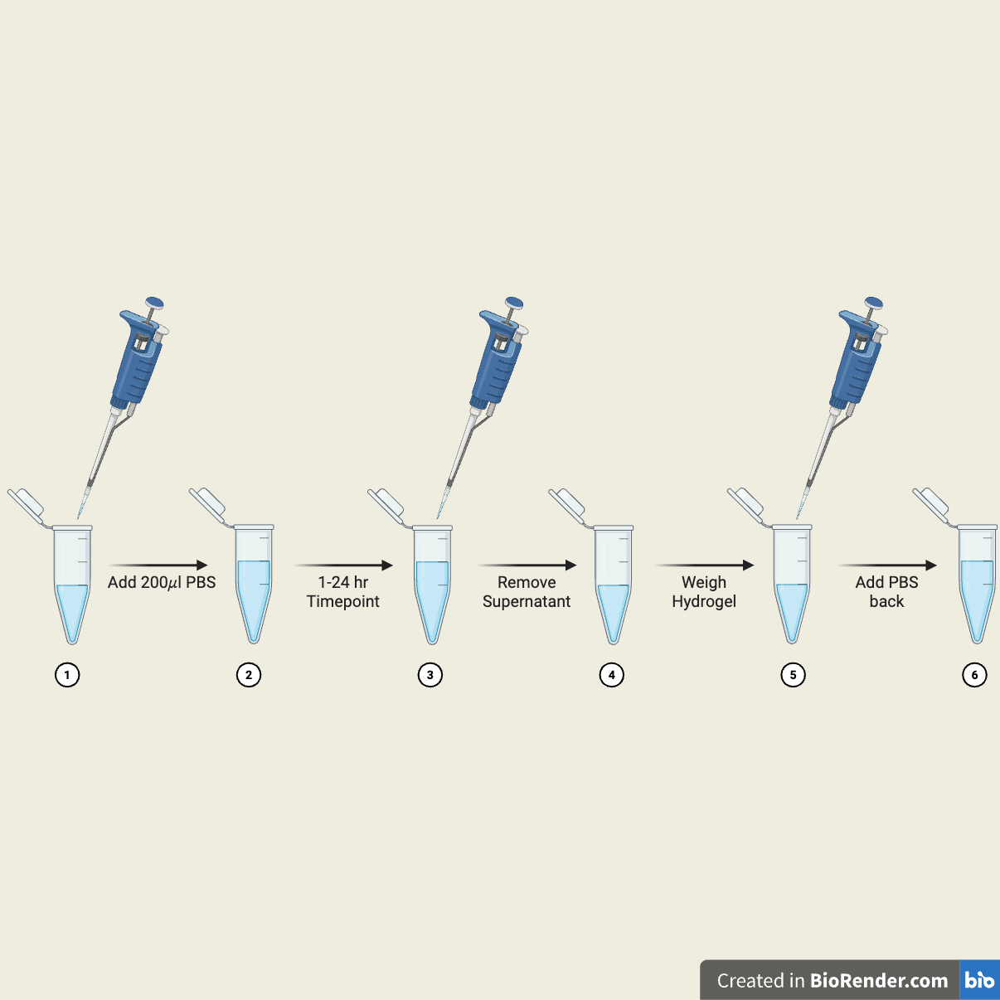 Add 200μl PBS
1-24 hr
Timepoint
Remove
Supernatant
Weigh
Hydrogel
Add PBS
back
1
2
3
4
5
6
Created in BioRender.com bio